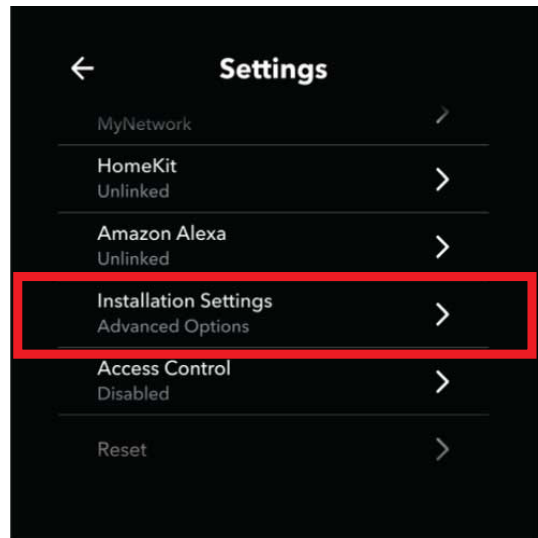 Settings
MyNetwork
HomeKit
Unlinked
Amazon Alexa
Unlinked
Installation Settings
Advanced Options
Access Control
Disabled
Reset